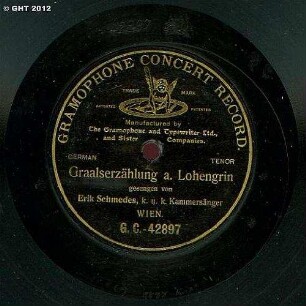 © GHT 2012
GRAMOPHONE CONCERT RECORD.
TRADE MARK
Manufactured by
The Gramophone and Typewriter Ltd.,
and Sister Companies.
GERMAN TENOR
Graalserzählung a. Lohengrin
gesungen von
Erik Schmedes, k. u. k. Kammersänger
WIEN.
G. C.-42897